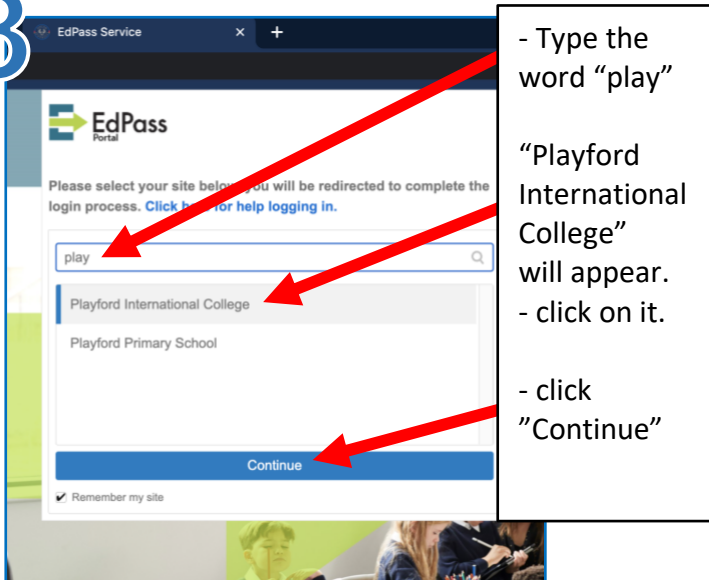 3
EdPass Service × +
EdPass
Portal
Please select your site below, you will be redirected to complete the
login process. Click here for help logging in.
play
Playford International College
Playford Primary School
Continue
Remember my site
- Type the
word “play”
“Playford
International
College”
will appear.
- click on it.
- click
”Continue”